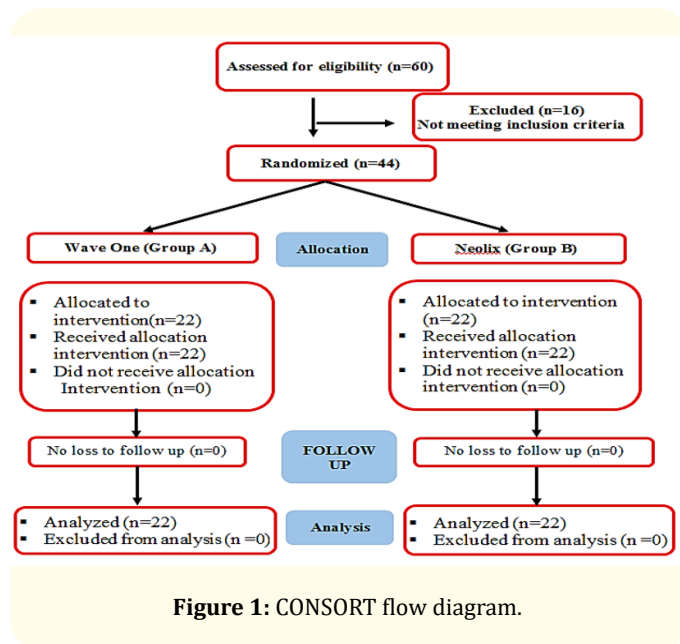 Assessed for eligibility (n=60)
Excluded (n=16)
Not meeting inclusion criteria
Randomized (n=44)
Wave One (Group A)
Allocation
Neolix (Group B)
▪ Allocated to
intervention(n=22)
▪ Received allocation
intervention (n=22)
▪ Did not receive allocation
Intervention (n=0)
▪ Allocated to intervention
(n=22)
▪ Received allocation
intervention (n=22)
▪ Did not receive allocation
intervention (n=0)
No loss to follow up (n=0)
FOLLOW
UP
No loss to follow up (n=0)
▪ Analyzed (n=22)
▪ Excluded from analysis (n =0)
Analysis
▪ Analyzed (n=22)
▪ Excluded from analysis (n =0)
Figure 1: CONSORT flow diagram.